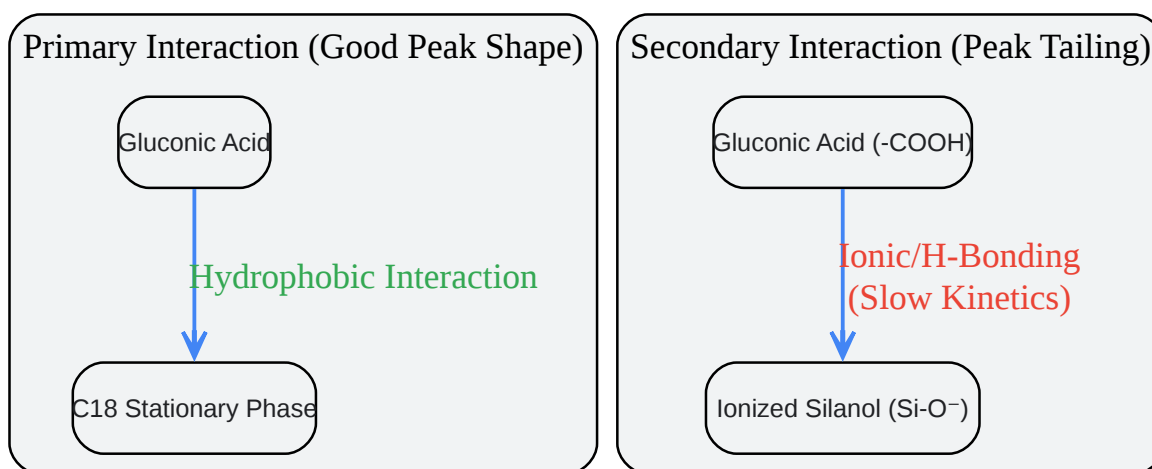 Primary Interaction (Good Peak Shape)
Gluconic Acid
Hydrophobic Interaction
C18 Stationary Phase
Secondary Interaction (Peak Tailing)
Gluconic Acid (-COOH)
Ionic/H-Bonding
(Slow Kinetics)
Ionized Silanol (Si-O⁻)